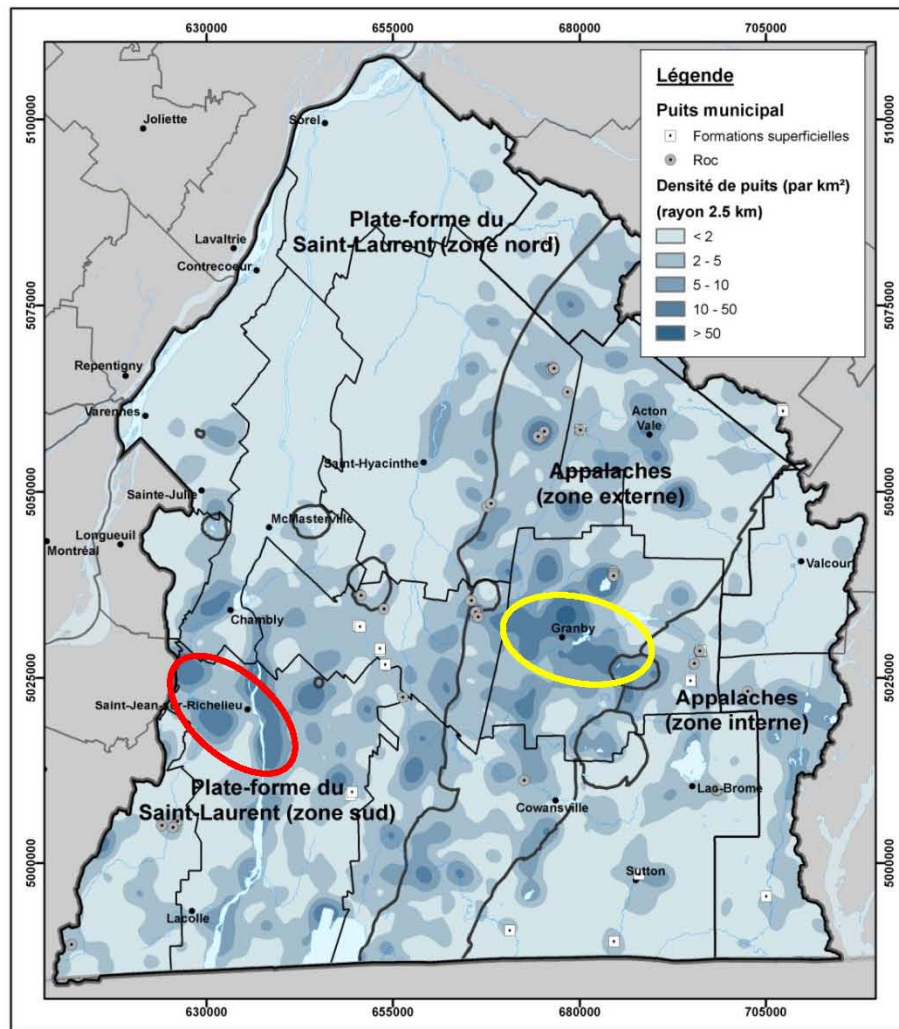 630000
655000
680000
705000
5100000
5075000
5050000
5025000
5000000
Légende
Puits municipal
Formations superficielles
Roc
Densité de puits (par km²)
(rayon 2.5 km)
< 2
2 - 5
5 - 10
10 - 50
> 50
Joliette
Sorel
Plate-forme du
Saint-Laurent (zone nord)
Lavaltrie
Contrecoeur
Repentigny
Varennes
Acton
Vale
Saint-Hyacinthe
Appalaches
(zone externe)
Sainte-Julie
McMasterville
Longueuil
Montréal
Valcour
Chambly
Granby
Saint-Jean-sur-Richelieu
Appalaches
(zone interne)
Plate-forme du
Saint-Laurent (zone sud)
Lac-Brome
Cowansville
Sutton
Lacolle
5100000
5075000
5050000
5025000
5000000
630000
655000
680000
705000